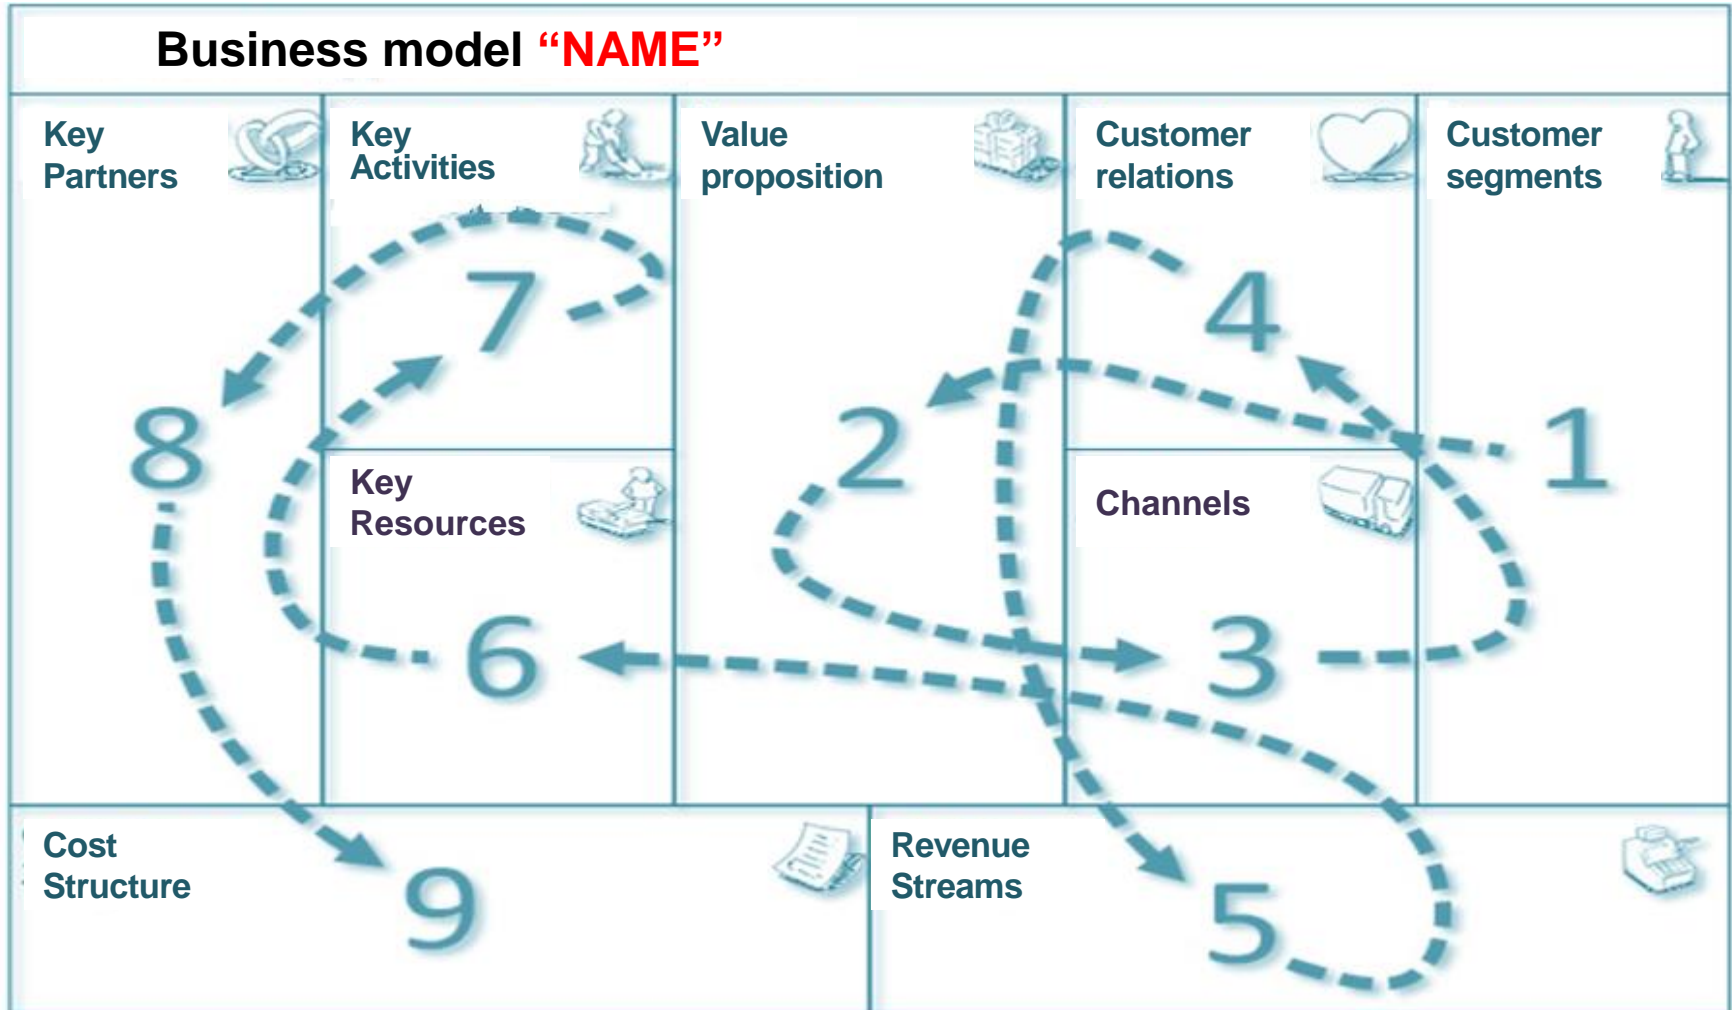 Business model “NAME”
Key
Partners
Key
Activities
Value
proposition
Customer
relations
Customer
segments
7
4
8
2
1
Key
Resources
Channels
6
3
Cost
Structure
Revenue
Streams
9
5